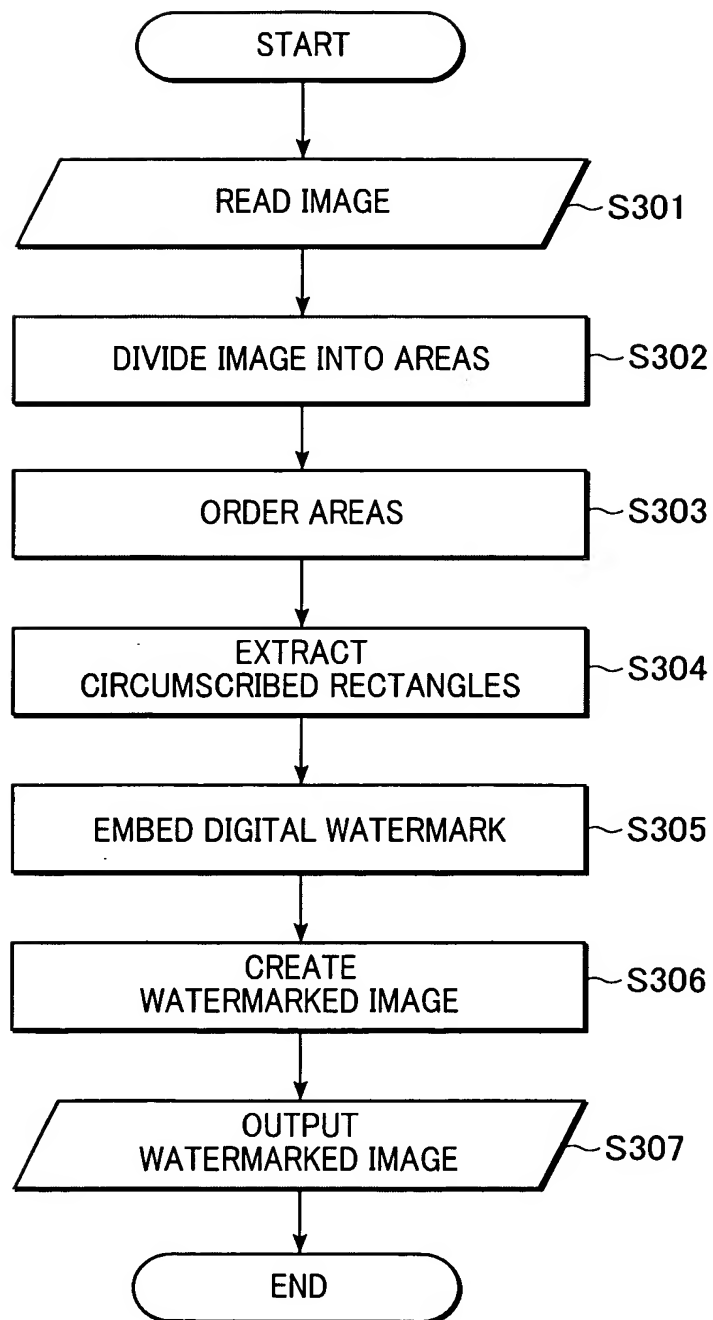 START
READ IMAGE
S301
DIVIDE IMAGE INTO AREAS
S302
ORDER AREAS
S303
EXTRACT
CIRCUMSCRIBED RECTANGLES
S304
EMBED DIGITAL WATERMARK
S305
CREATE
WATERMARKED IMAGE
S306
OUTPUT
WATERMARKED IMAGE
S307
END